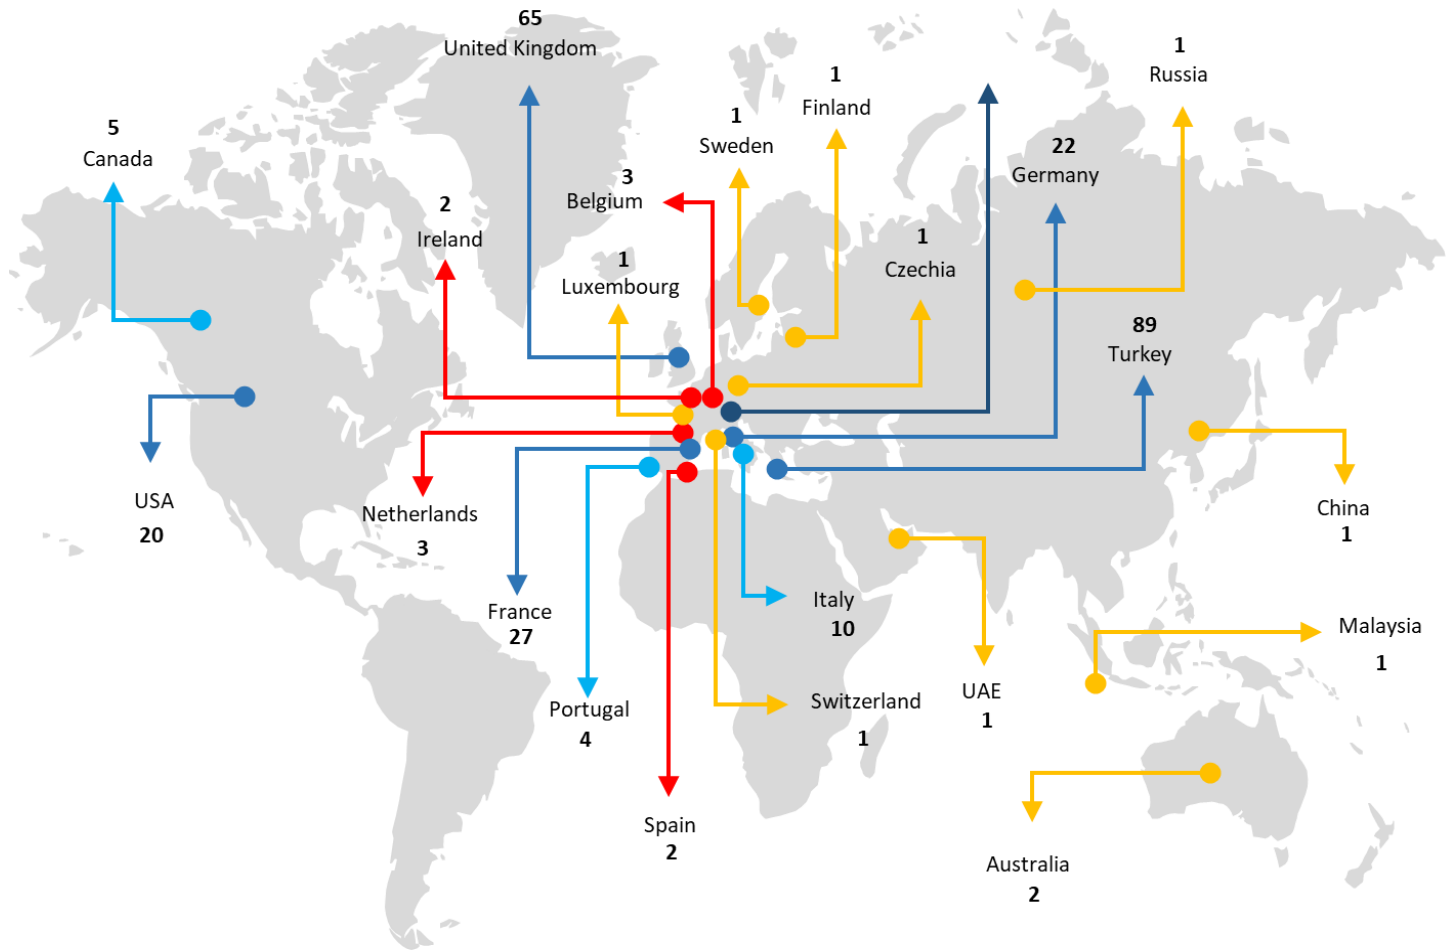 65
United Kingdom
1
Russia
1
Finland
1
Sweden
5
Canada
22
Germany
3
Belgium
2
Ireland
1
Czechia
1
Luxembourg
89
Turkey
USA
20
Netherlands
3
China
1
France
27
Italy
10
Malaysia
1
Portugal
4
Switzerland
1
UAE
1
Spain
2
Australia
2